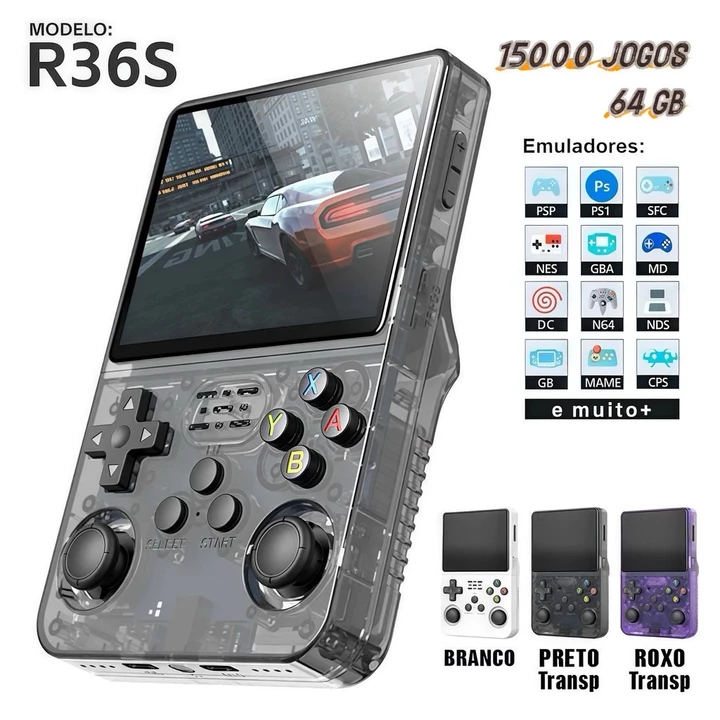 MODELO:
R36S
15000 JOGOS
64 GB
Emuladores:
Ps
PSP PS1 SFC
NES GBA MD
DC N64 NDS
GB MAME CPS
e muito+
X
Y A
B
SELECT START
BRANCO PRETO ROXO
Transp Transp